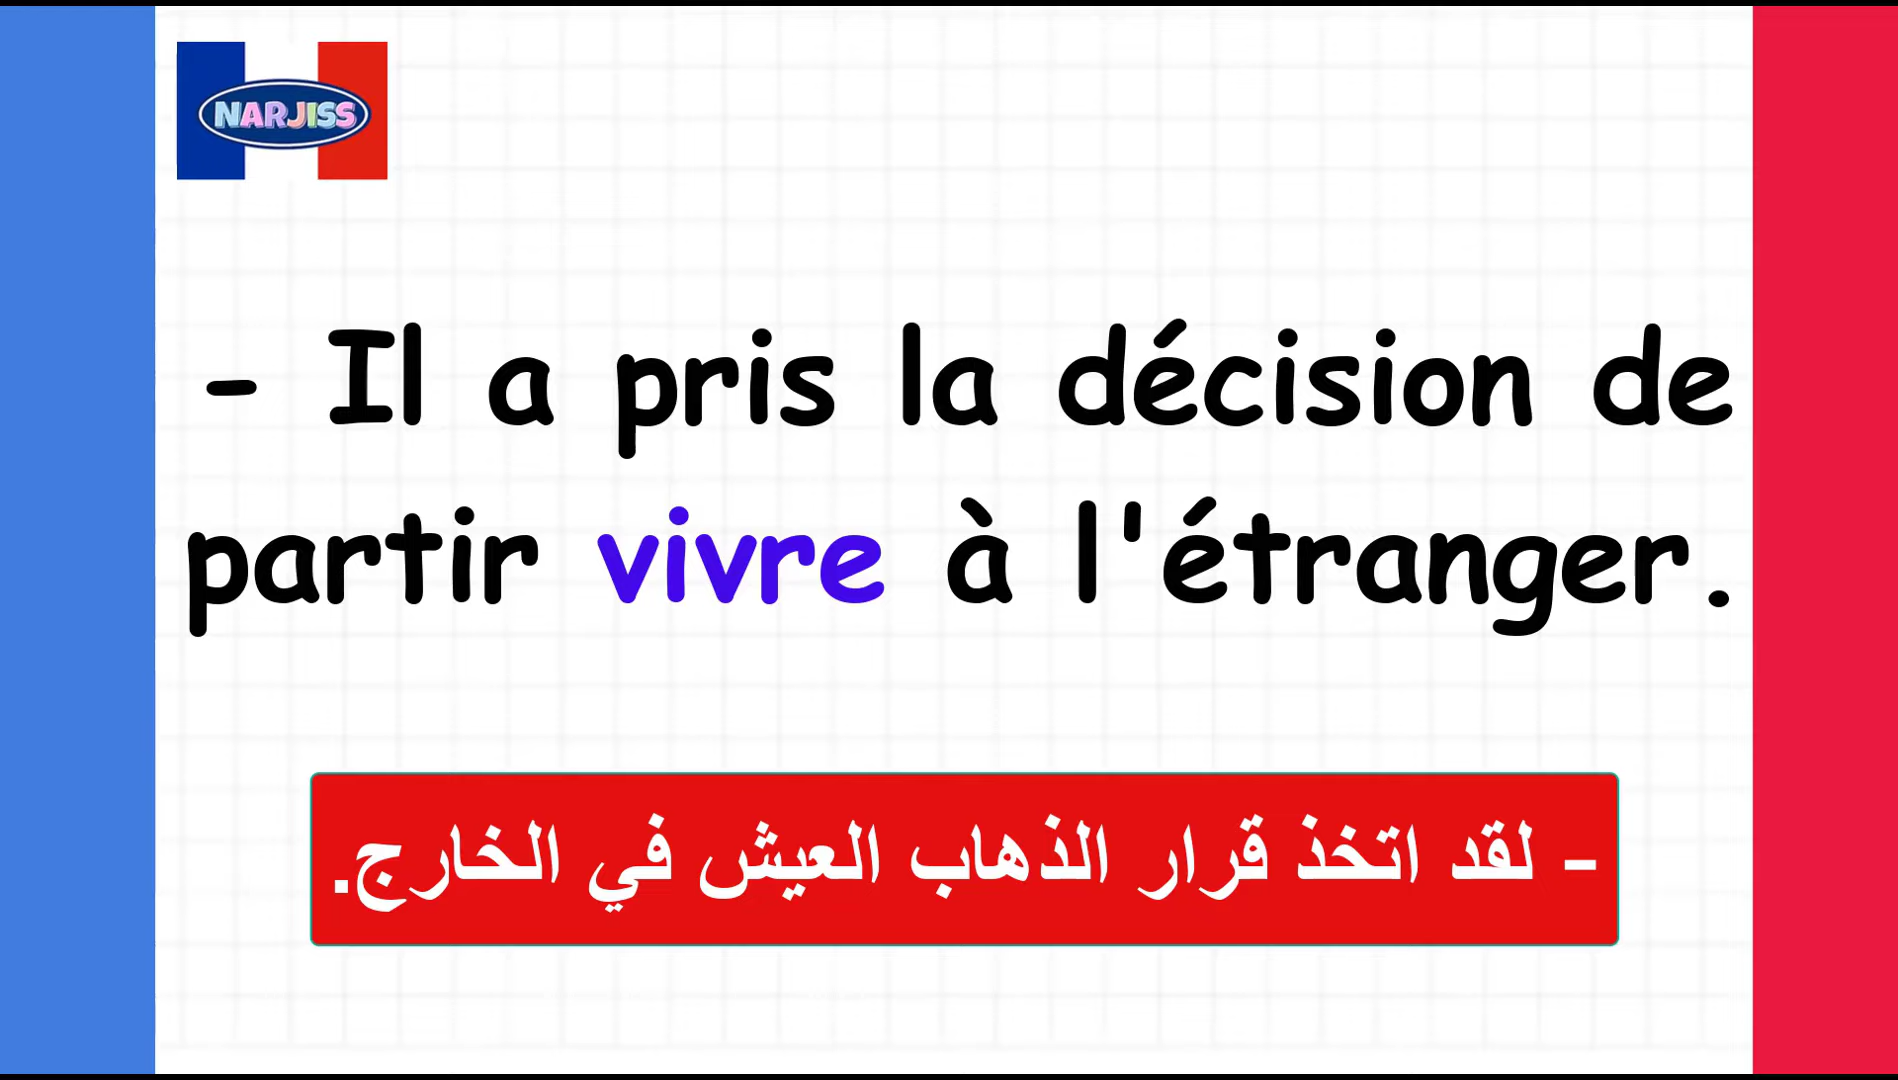 NARJISS
- Il a pris la décision de
partir vivre à l'étranger.
- لقد اتخذ قرار الذهاب العيش في الخارج.